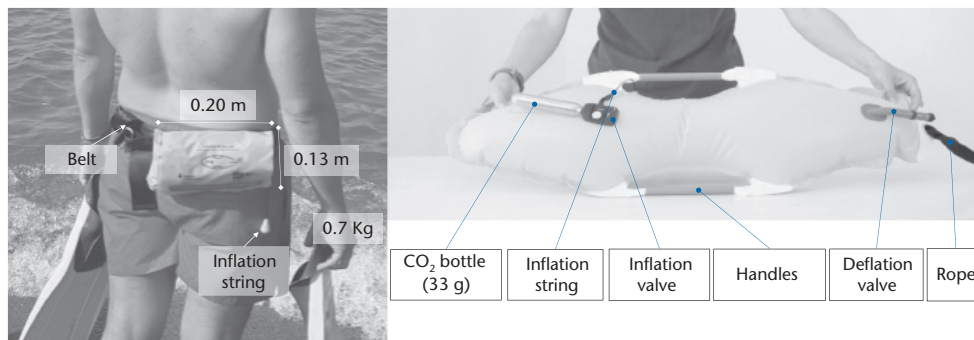 0.20 m
Belt
0.13 m
0.7 Kg
Inflation
string
CO₂ bottle
(33 g)
Inflation
string
Inflation
valve
Handles
Deflation
valve
Rope